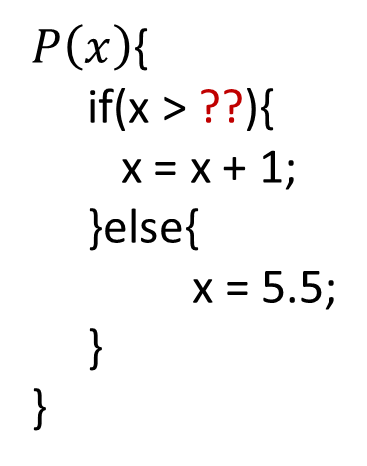 P(x){
if(x > ??){
x = x + 1;
}else{
x = 5.5;
}
}